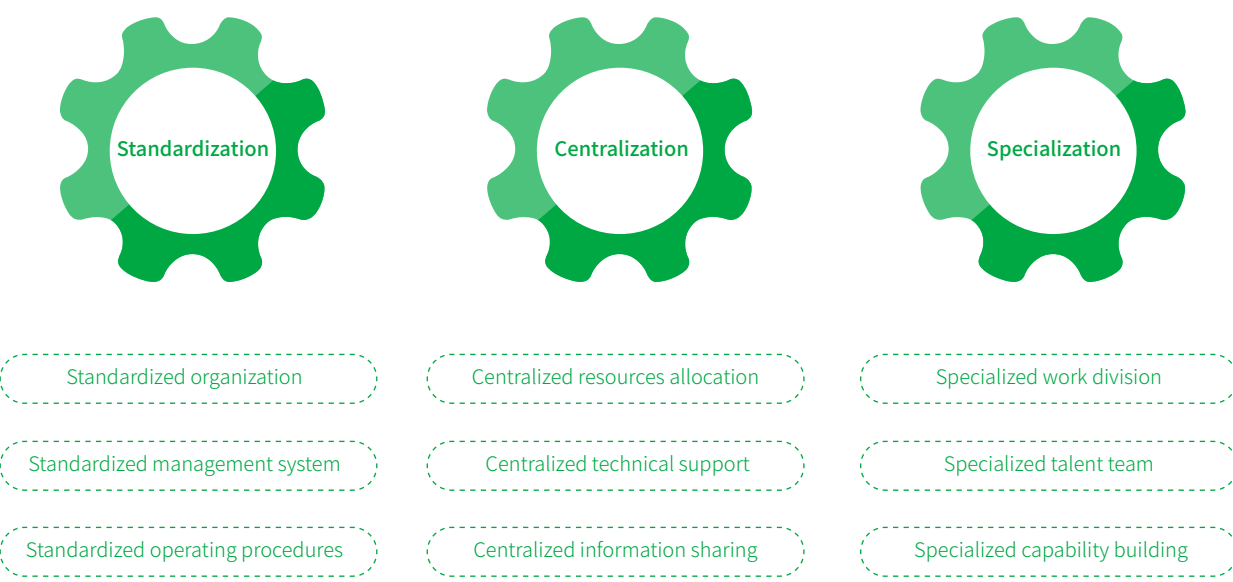 Standardization
Centralization
Specialization
Standardized organization
Centralized resources allocation
Specialized work division
Standardized management system
Centralized technical support
Specialized talent team
Standardized operating procedures
Centralized information sharing
Specialized capability building